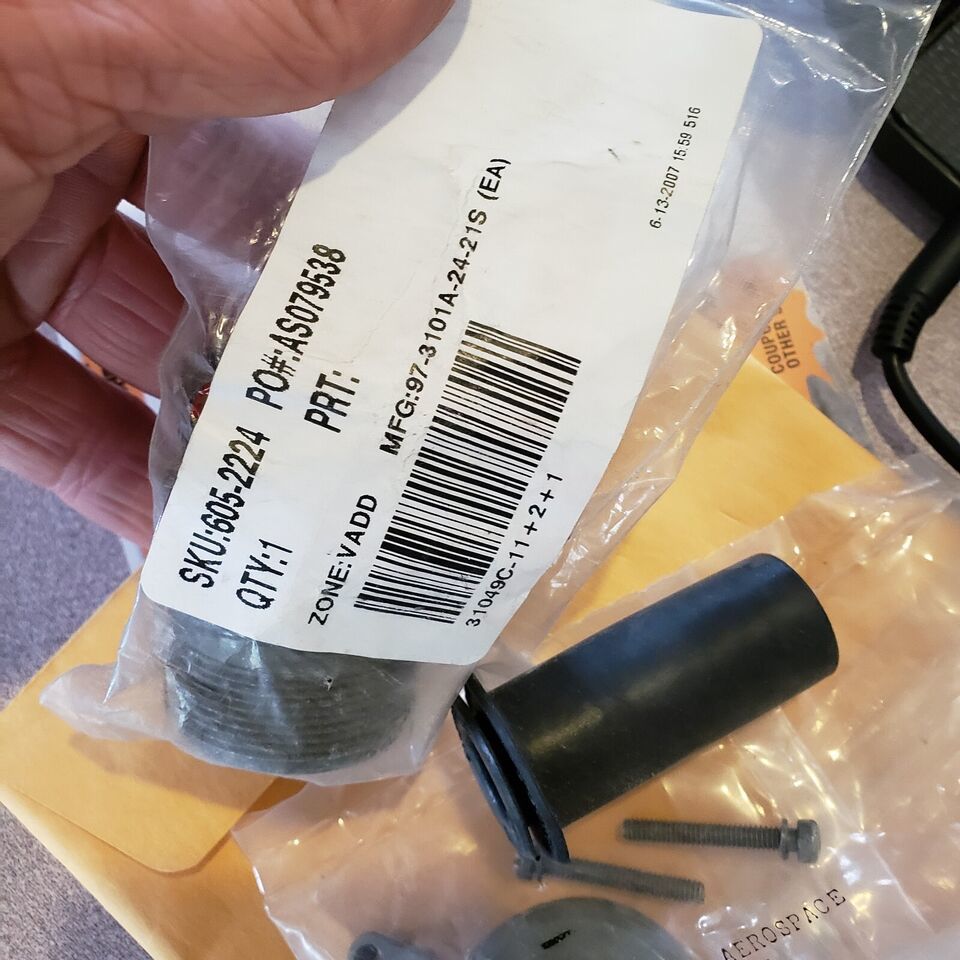 SKU:605-2224 PO#:AS079538
QTY:1 PRT:
ZONE:VADD MFG:97-3101A-24-21S (EA)
31049C-11+2+1
6-13-2007 15:59 516
COUPO
OTHER
AEROSPACE